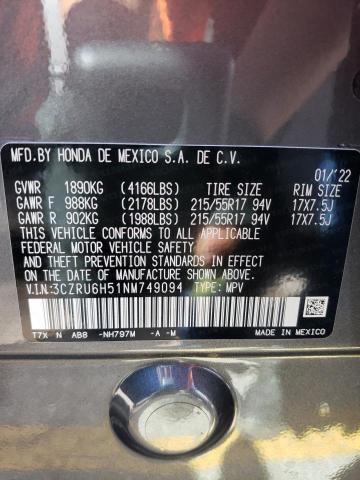 MFD.BY HONDA DE MEXICO S.A. DE C.V.
01/'22
GVWR 1890KG (4166LBS) TIRE SIZE RIM SIZE
GAWR F 988KG (2178LBS) 215/55R17 94V 17X7.5J
GAWR R 902KG (1988LBS) 215/55R17 94V 17X7.5J
THIS VEHICLE CONFORMS TO ALL APPLICABLE
FEDERAL MOTOR VEHICLE SAFETY, BUMPER, AND
THEFT PREVENTION STANDARDS IN EFFECT ON THE
DATE OF MANUFACTURE SHOWN ABOVE.
V.I.N.:3CZRU6H51NM749094 TYPE: MPV
T7X N ABB -NH797M -A -M MADE IN MEXICO